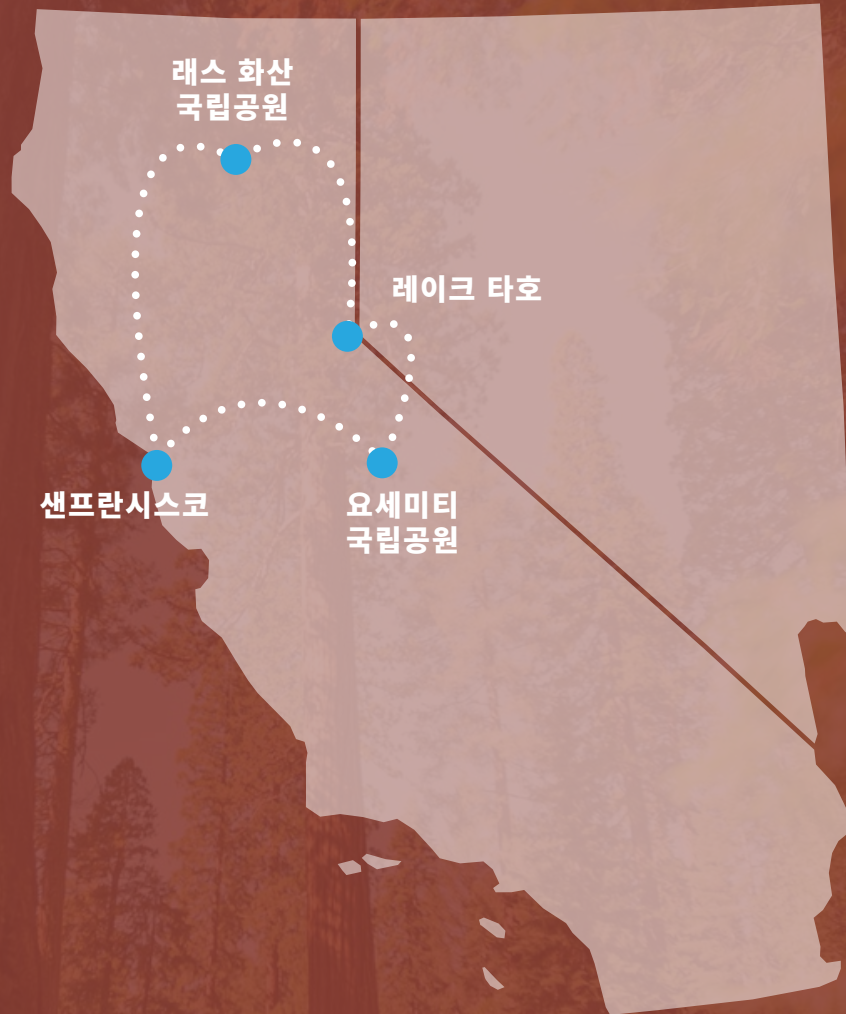 래스 화산
국립공원
레이크 타호
샌프란시스코
요세미티
국립공원